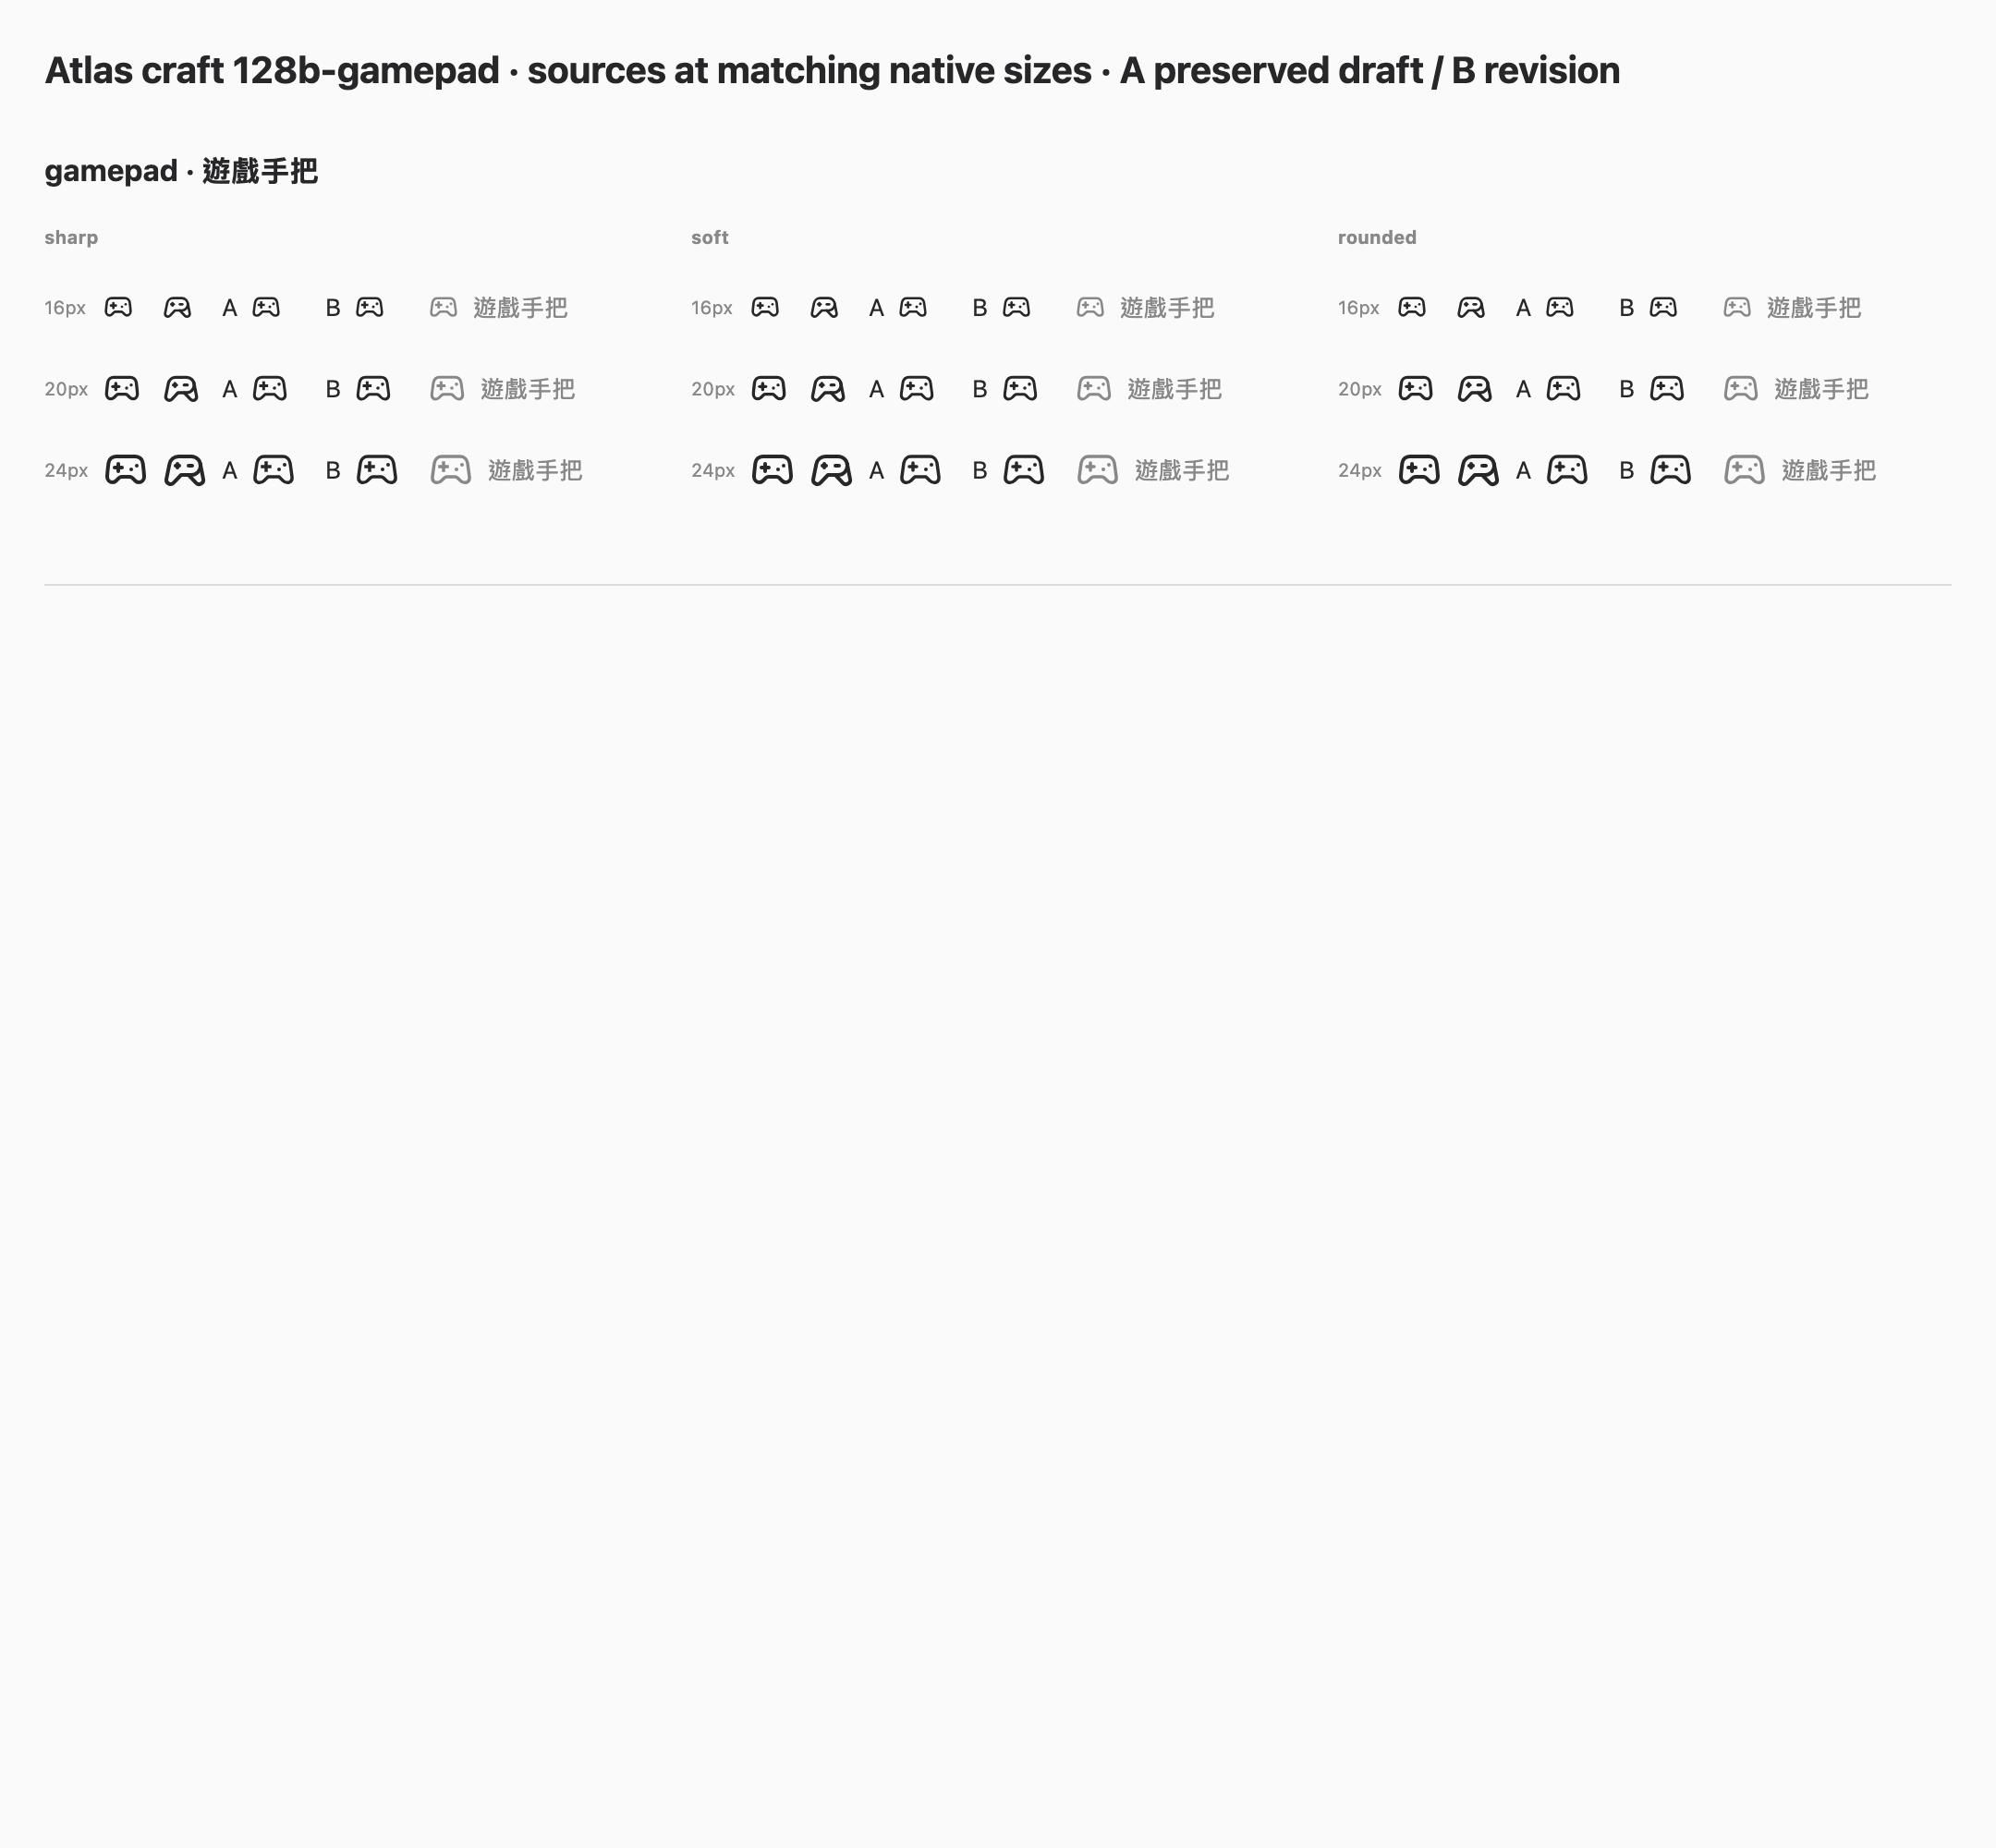 Atlas craft 128b-gamepad · sources at matching native sizes · A preserved draft / B revision
gamepad · 遊戲手把
sharp soft rounded
16px A B 遊戲手把 16px A B 遊戲手把 16px A B 遊戲手把
20px A B 遊戲手把 20px A B 遊戲手把 20px A B 遊戲手把
24px A B 遊戲手把 24px A B 遊戲手把 24px A B 遊戲手把